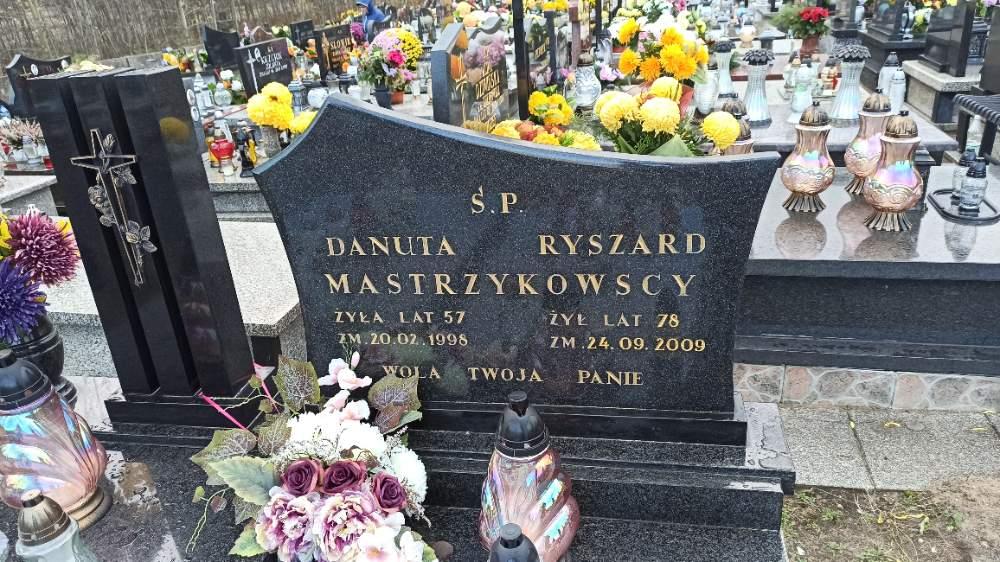 Ś.P.
DANUTA RYSZARD
MASTRZYKOWSCY
ŻYŁA LAT 57 ŻYŁ LAT 78
ZM.20.02.1998 ZM.24.09.2009
WOLA TWOJA PANIE